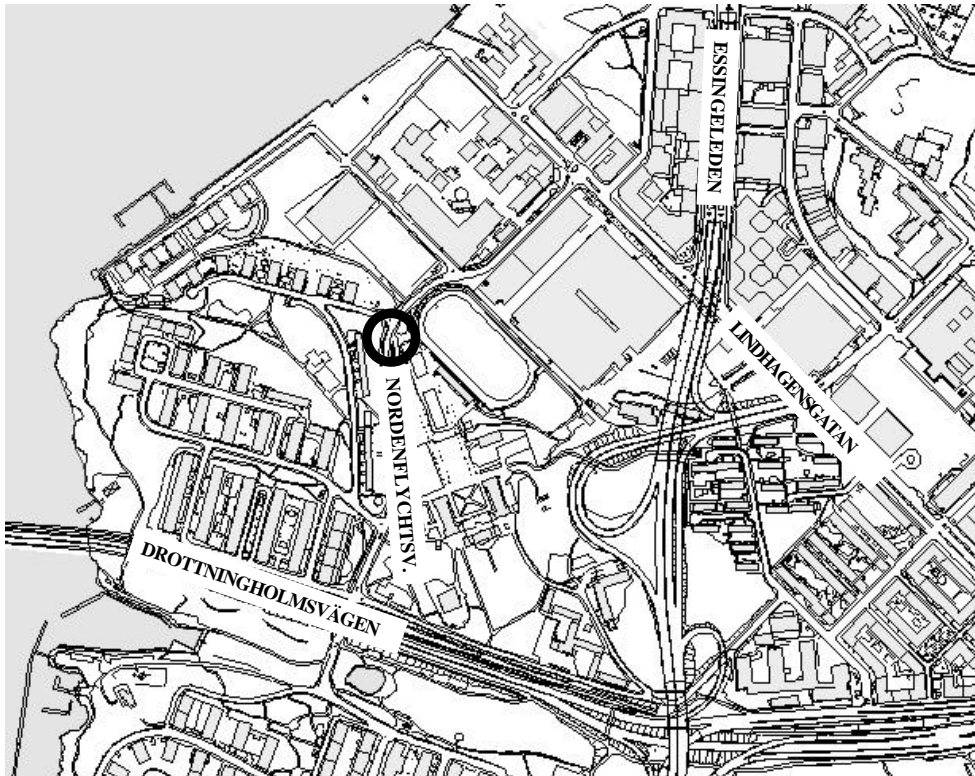 ESSINGELEDEN
LINDHAGENSGATAN
NORDENFLYCHTSV.
DROTTNINGHOLMSVÄGEN